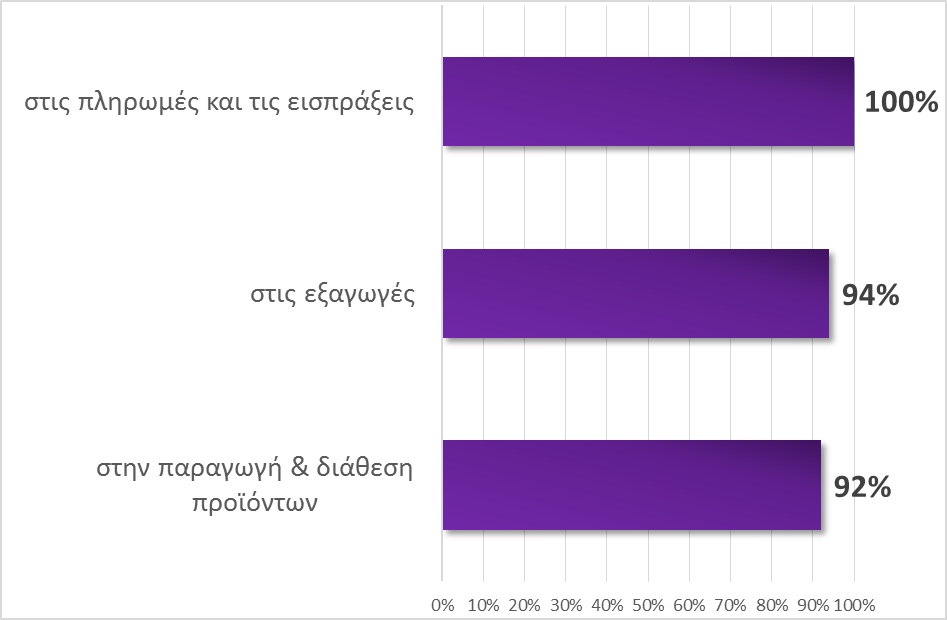 στις πληρωμές και τις εισπράξεις
100%
στις εξαγωγές
94%
στην παραγωγή & διάθεση
προϊόντων
92%
0% 10% 20% 30% 40% 50% 60% 70% 80% 90% 100%